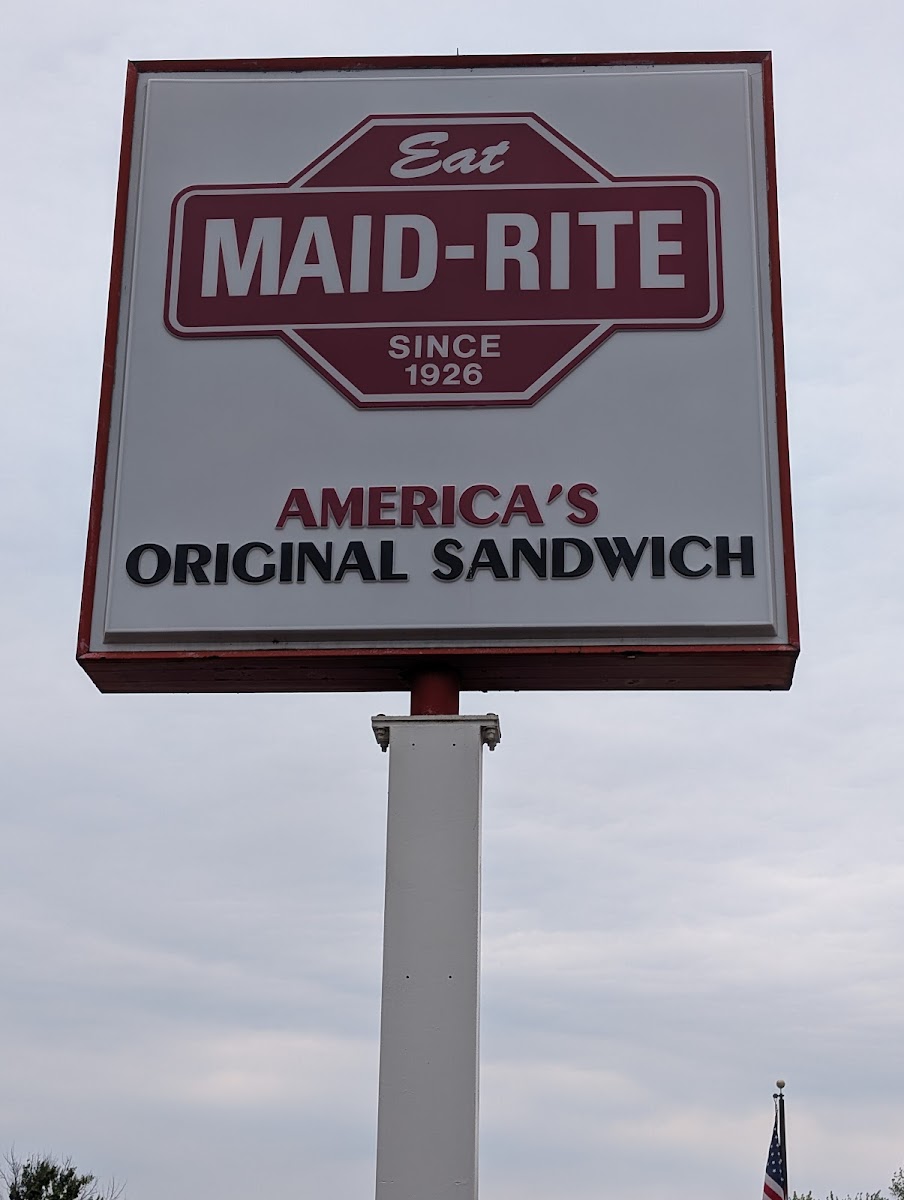 Eat
MAID-RITE
SINCE
1926
AMERICA'S
ORIGINAL SANDWICH